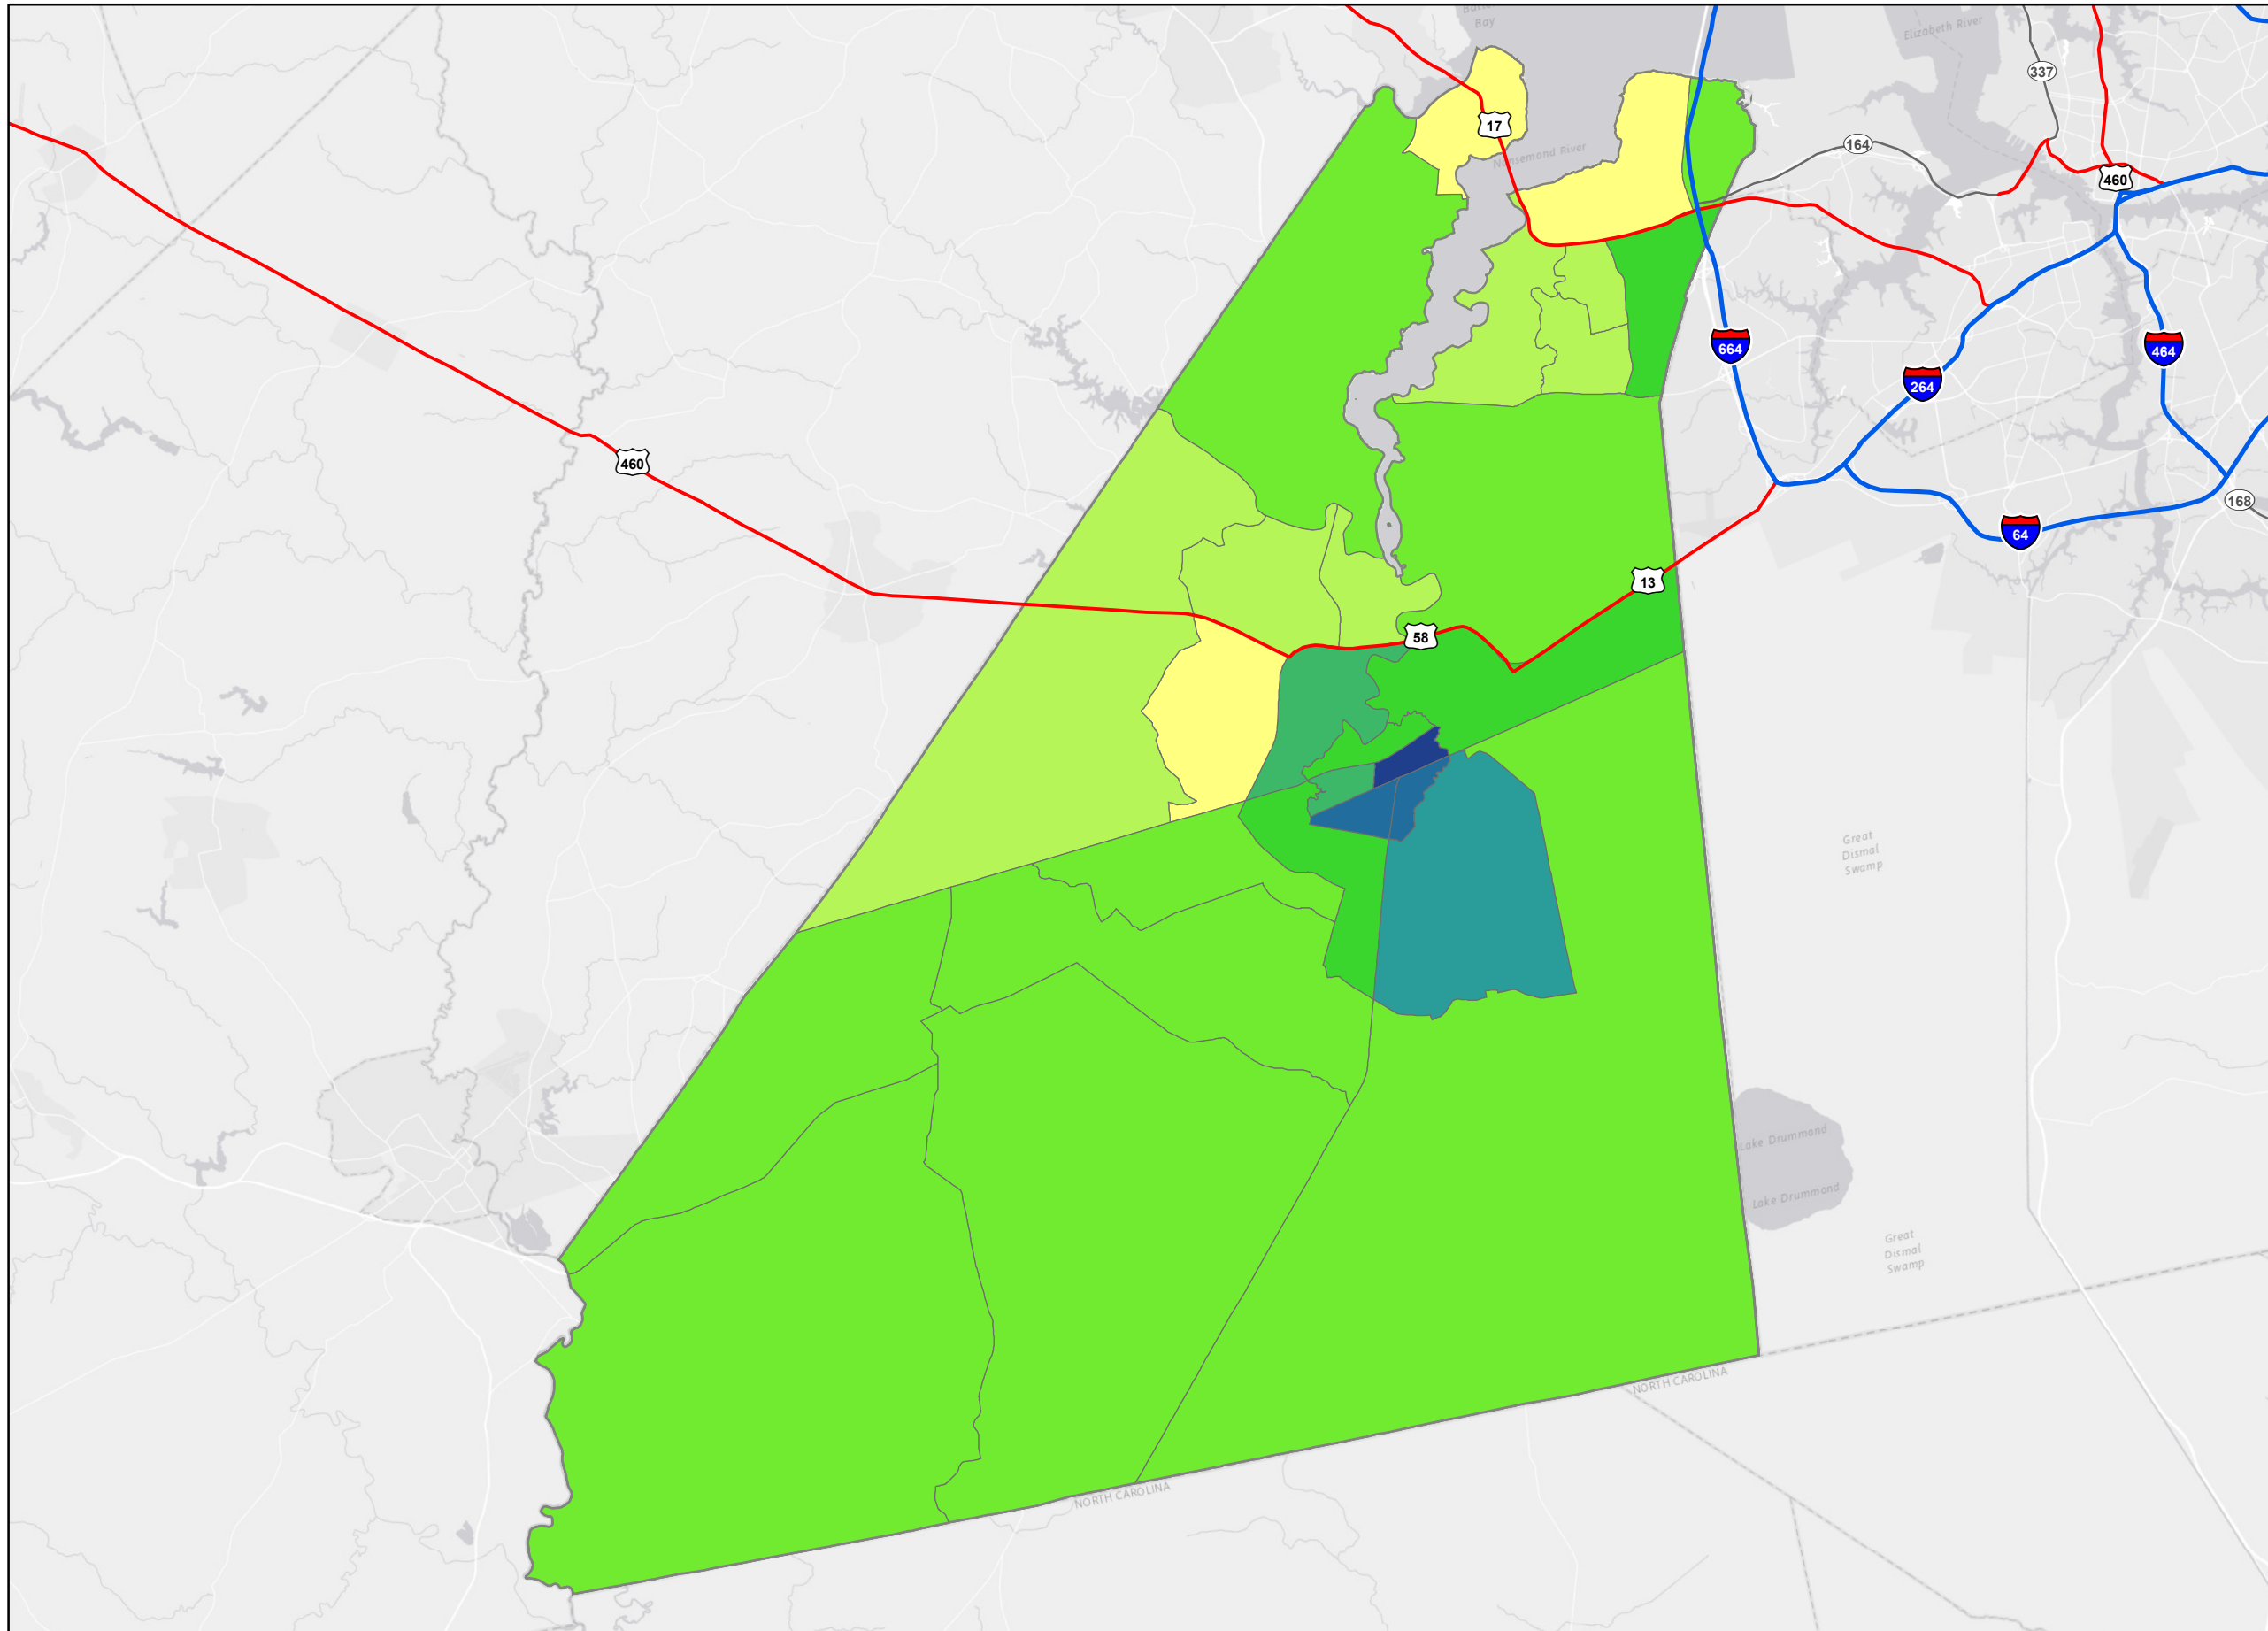 Bay
Elizabeth River
337
17
164
Nansemond River
460
664
464
264
460
168
64
13
58
Great
Dismal
Swamp
Lake Drummond
Lake Drummond
Great
Dismal
Swamp
NORTH CAROLINA
NORTH CAROLINA